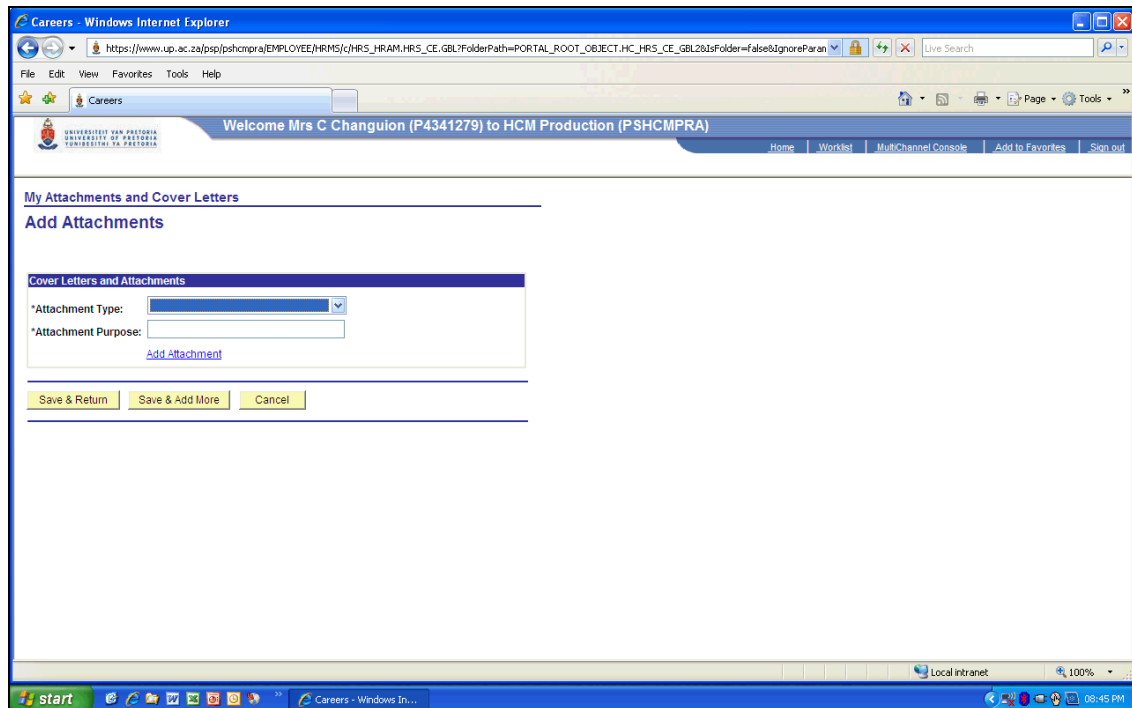 Careers - Windows Internet Explorer
https://www.up.ac.za/psp/pshcmpra/EMPLOYEE/HRMS/c/HRS_HRAM.HRS_CE.GBL?FolderPath=PORTAL_ROOT_OBJECT.HC_HRS_CE_GBL2&IsFolder=false&IgnoreParan
Live Search
File Edit View Favorites Tools Help
Careers
Page Tools »
UNIVERSITEIT VAN PRETORIA
UNIVERSITY OF PRETORIA
YUNIBESITHI YA PRETORIA
Welcome Mrs C Changuion (P4341279) to HCM Production (PSHCMPRA)
Home | Worklist | MultiChannel Console | Add to Favorites | Sign out
My Attachments and Cover Letters
Add Attachments
Cover Letters and Attachments
*Attachment Type:
*Attachment Purpose:
Add Attachment
Save & Return Save & Add More Cancel
Local intranet 100%
start » Careers - Windows In... 08:45 PM